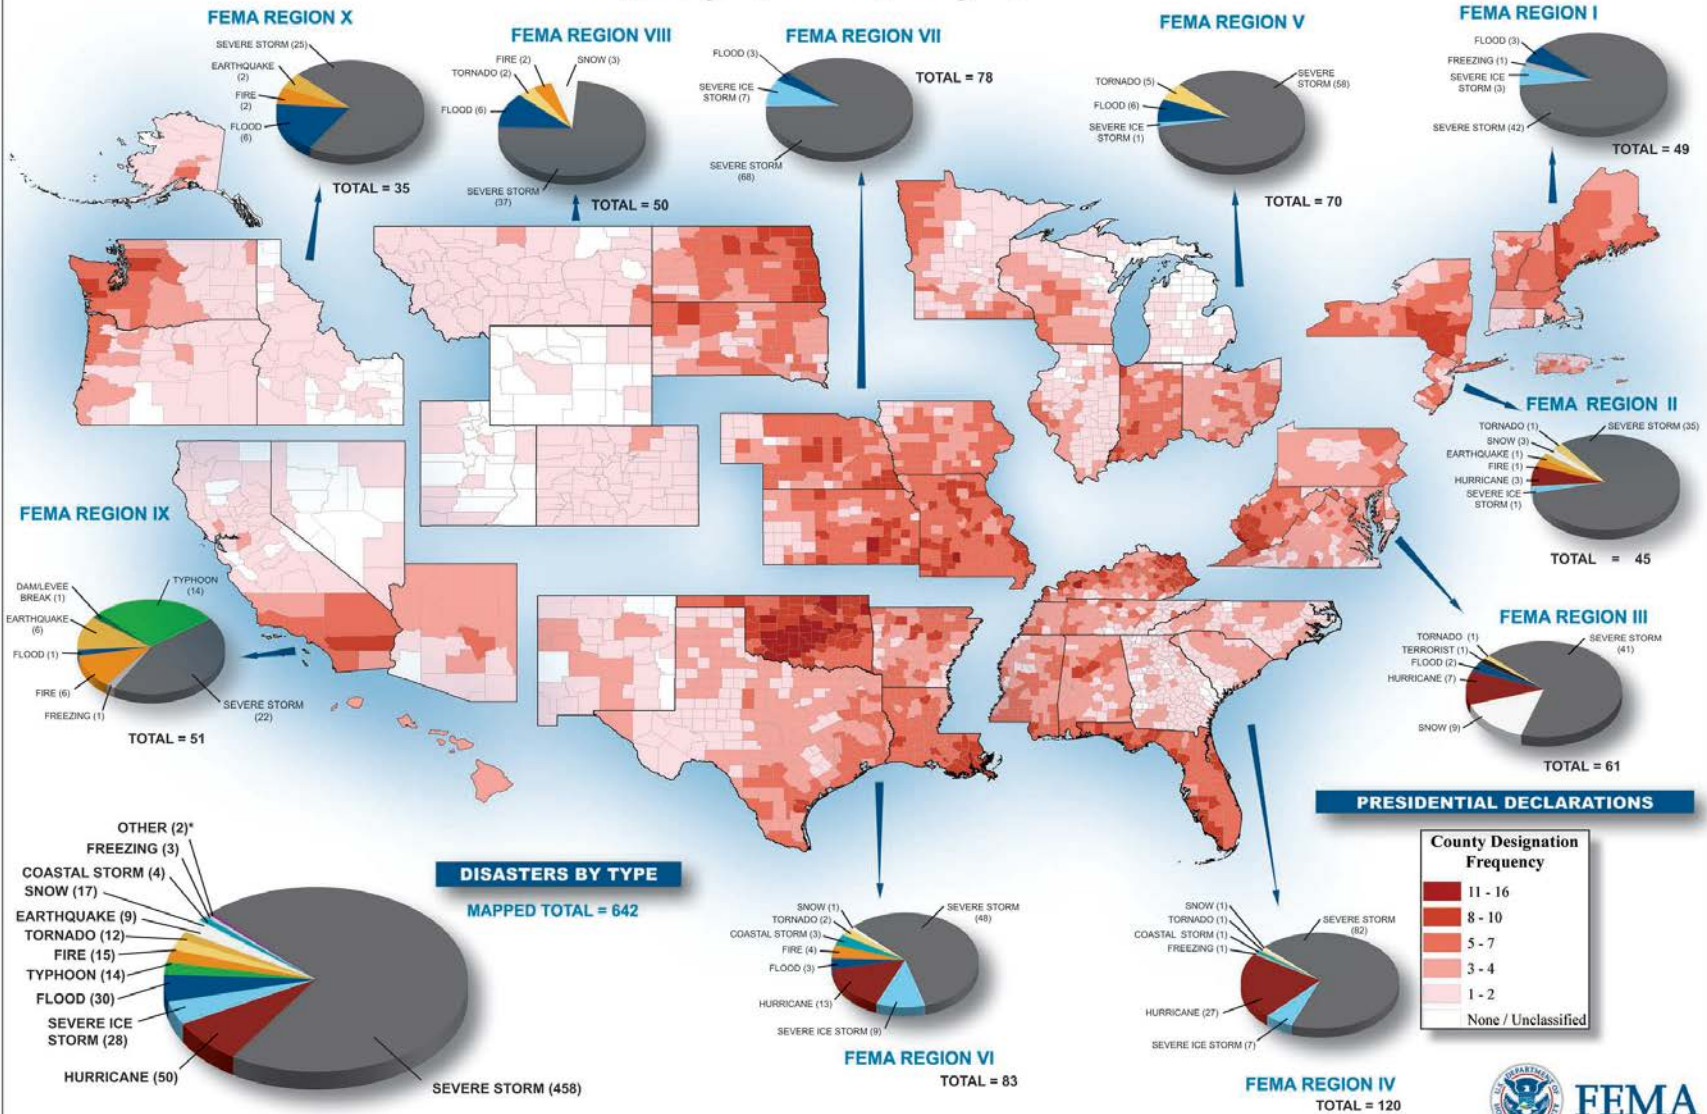 FEMA REGION X
SEVERE STORM (25)
EARTHQUAKE
(2)
FIRE
(2)
FLOOD
(6)
TOTAL = 35
FEMA REGION VIII
FIRE (2)
SNOW (3)
TORNADO (2)
FLOOD (6)
SEVERE STORM
(37)
TOTAL = 50
FEMA REGION VII
FLOOD (3)
SEVERE ICE
STORM (7)
SEVERE STORM
(68)
TOTAL = 78
FEMA REGION V
TORNADO (5)
SEVERE
STORM (58)
FLOOD (6)
SEVERE ICE
STORM (1)
TOTAL = 70
FEMA REGION I
FLOOD (3)
FREEZING (1)
SEVERE ICE
STORM (3)
SEVERE STORM (42)
TOTAL = 49
FEMA REGION II
TORNADO (1)
SEVERE STORM (35)
SNOW (3)
EARTHQUAKE (1)
FIRE (1)
HURRICANE (3)
SEVERE ICE
STORM (1)
TOTAL = 45
FEMA REGION IX
DAM/LEVEE
BREAK (1)
TYPHOON
(14)
EARTHQUAKE
(6)
FLOOD (1)
FIRE (6)
FREEZING (1)
SEVERE STORM
(22)
TOTAL = 51
FEMA REGION III
TORNADO (1)
SEVERE STORM
(41)
TERRORIST (1)
FLOOD (2)
HURRICANE (7)
SNOW (9)
TOTAL = 61
PRESIDENTIAL DECLARATIONS
County Designation
Frequency
11 - 16
8 - 10
5 - 7
3 - 4
1 - 2
None / Unclassified
DISASTERS BY TYPE
MAPPED TOTAL = 642
OTHER (2)*
FREEZING (3)
COASTAL STORM (4)
SNOW (17)
EARTHQUAKE (9)
TORNADO (12)
FIRE (15)
TYPHOON (14)
FLOOD (30)
SEVERE ICE
STORM (28)
HURRICANE (50)
SEVERE STORM (458)
SNOW (1)
SEVERE STORM
(48)
TORNADO (2)
COASTAL STORM (3)
FIRE (4)
FLOOD (3)
HURRICANE (13)
SEVERE ICE STORM (9)
FEMA REGION VI
TOTAL = 83
SNOW (1)
TORNADO (1)
SEVERE STORM
(82)
COASTAL STORM (1)
FREEZING (1)
HURRICANE (27)
SEVERE ICE STORM (7)
FEMA REGION IV
TOTAL = 120
FEMA